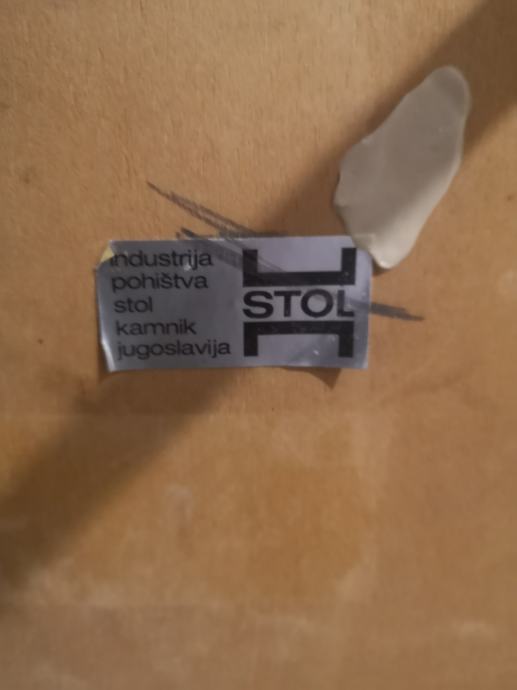 industrija
pohištva
stol
kamnik
jugoslavija
STOL